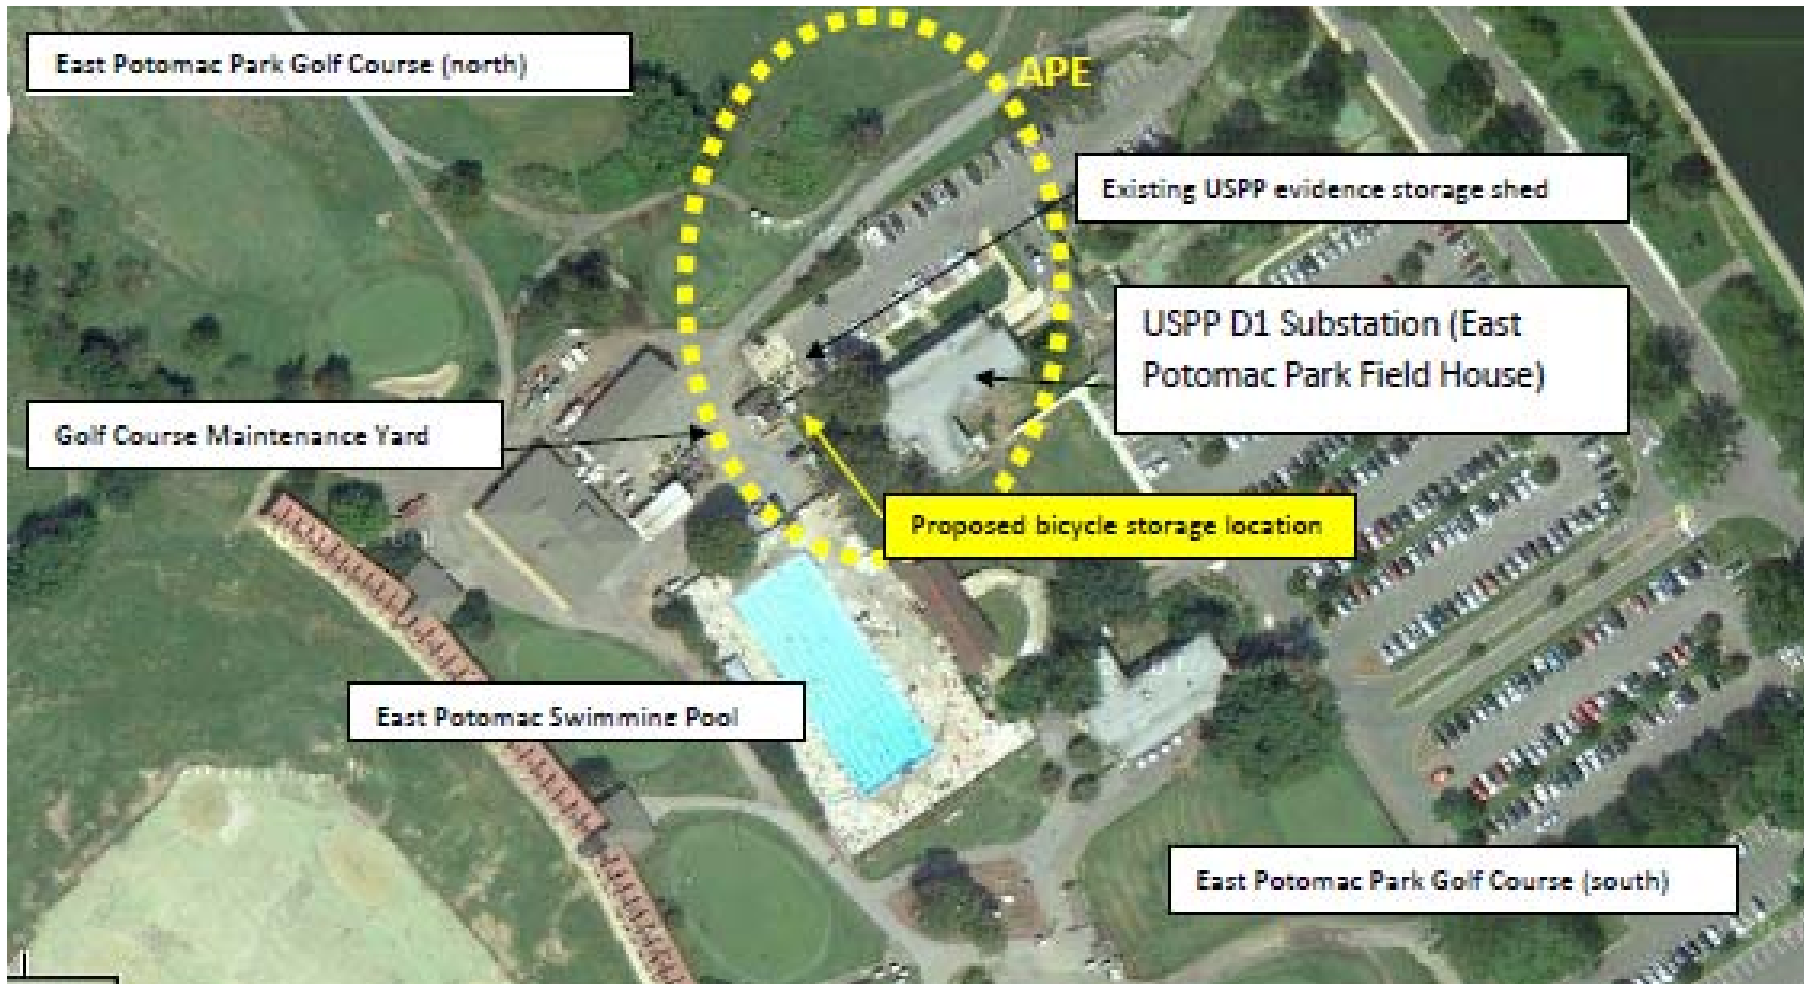 East Potomac Park Golf Course (north)
APE
Existing USPP evidence storage shed
USPP D1 Substation (East
Potomac Park Field House)
Golf Course Maintenance Yard
Proposed bicycle storage location
East Potomac Swimmine Pool
East Potomac Park Golf Course (south)